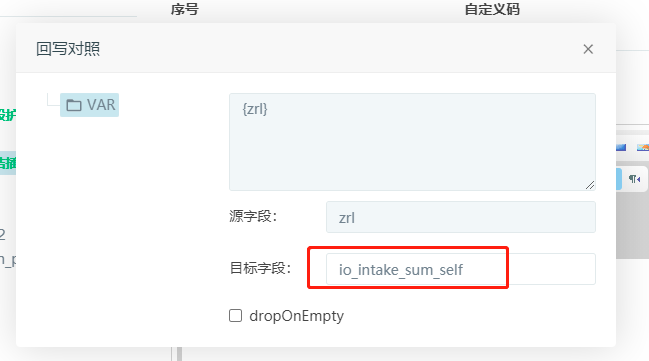 序号 自定义码
回写对照 ×
VAR
{zrl}
源字段: zrl
目标字段: io_intake_sum_self
dropOnEmpty
2